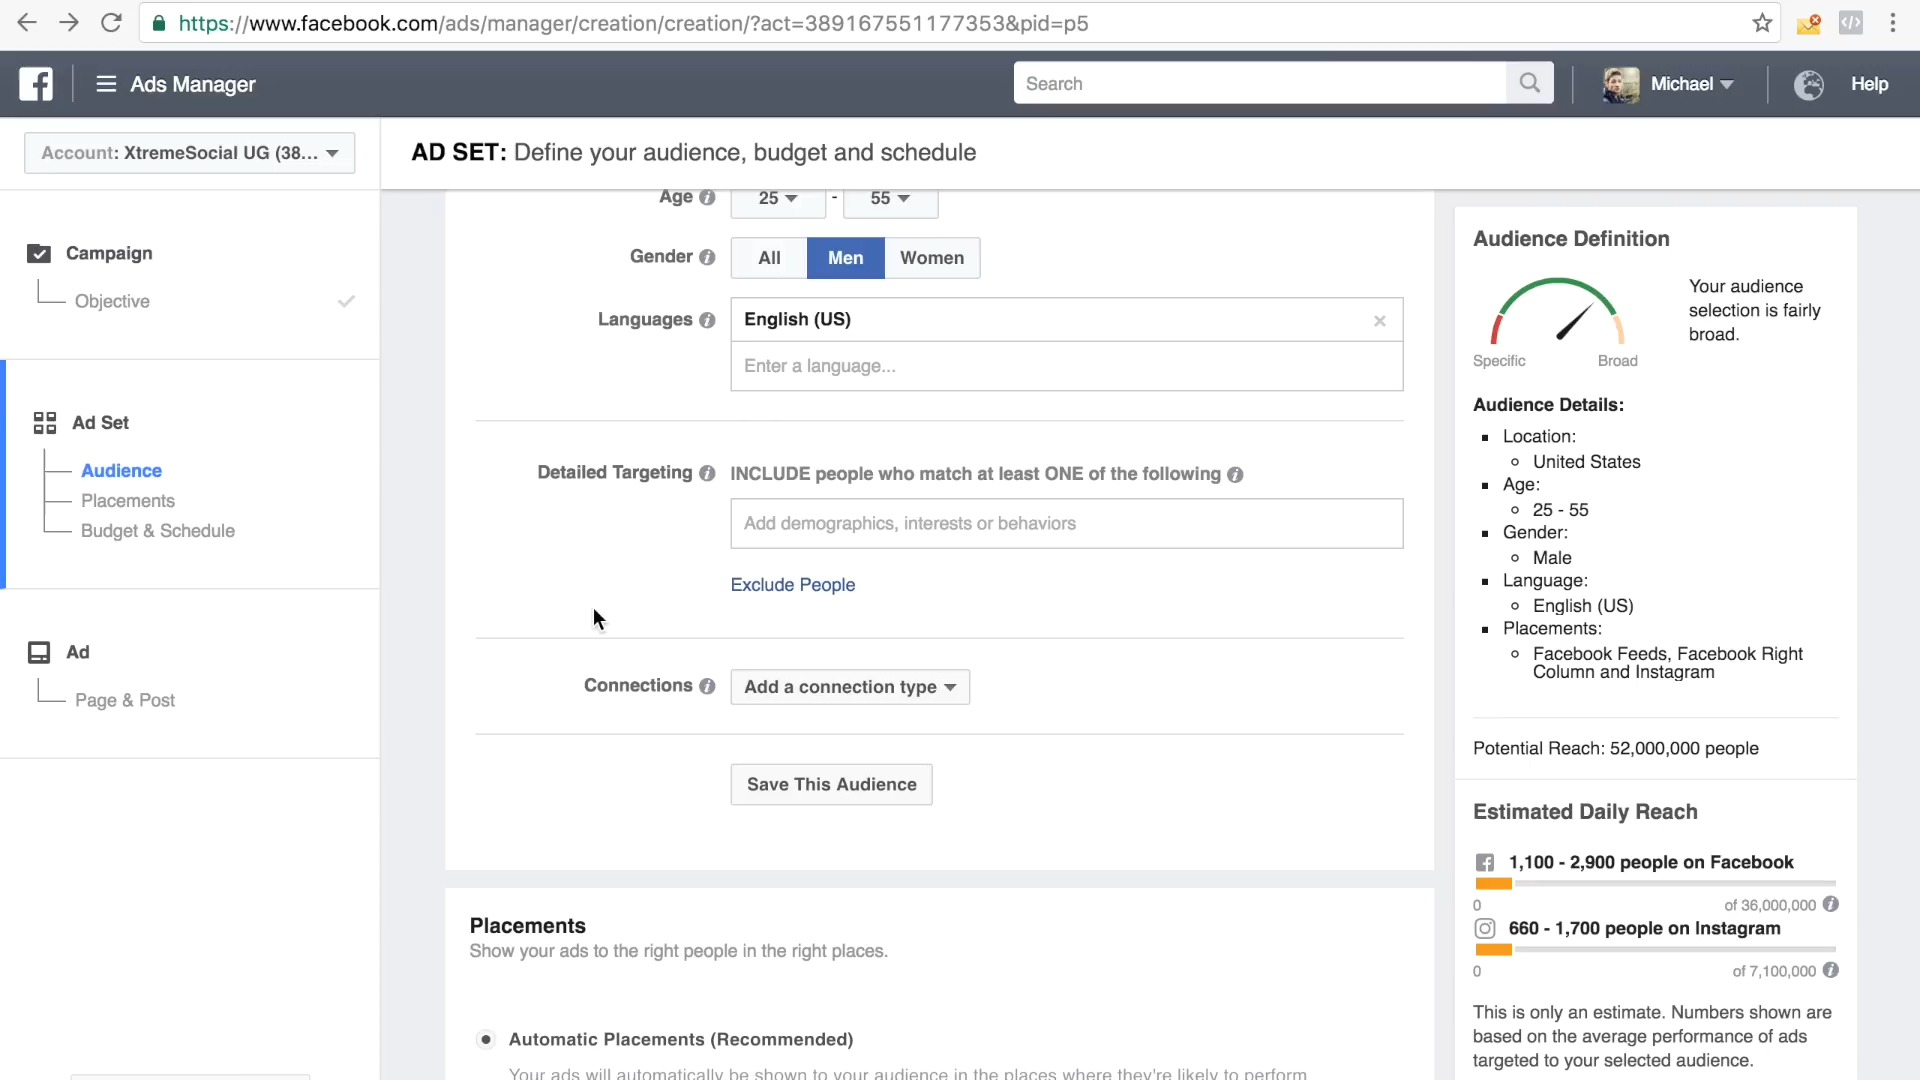 https://www.facebook.com/ads/manager/creation/creation/?act=389167551177353&pid=p5
Ads Manager
Search
Michael
Help
Account: XtremeSocial UG (38...
AD SET: Define your audience, budget and schedule
Campaign
Objective
Ad Set
Audience
Placements
Budget & Schedule
Ad
Page & Post
Age
25 - 55
Gender
All Men Women
Languages
English (US)
Enter a language...
Detailed Targeting
INCLUDE people who match at least ONE of the following
Add demographics, interests or behaviors
Exclude People
Connections
Add a connection type
Save This Audience
Placements
Show your ads to the right people in the right places.
Automatic Placements (Recommended)
Your ads will automatically be shown to your audience in the places where they're likely to perform
Audience Definition
Your audience
selection is fairly
broad.
Specific Broad
Audience Details:
Location:
United States
Age:
25 - 55
Gender:
Male
Language:
English (US)
Placements:
Facebook Feeds, Facebook Right
Column and Instagram
Potential Reach: 52,000,000 people
Estimated Daily Reach
1,100 - 2,900 people on Facebook
0 of 36,000,000
660 - 1,700 people on Instagram
0 of 7,100,000
This is only an estimate. Numbers shown are
based on the average performance of ads
targeted to your selected audience.